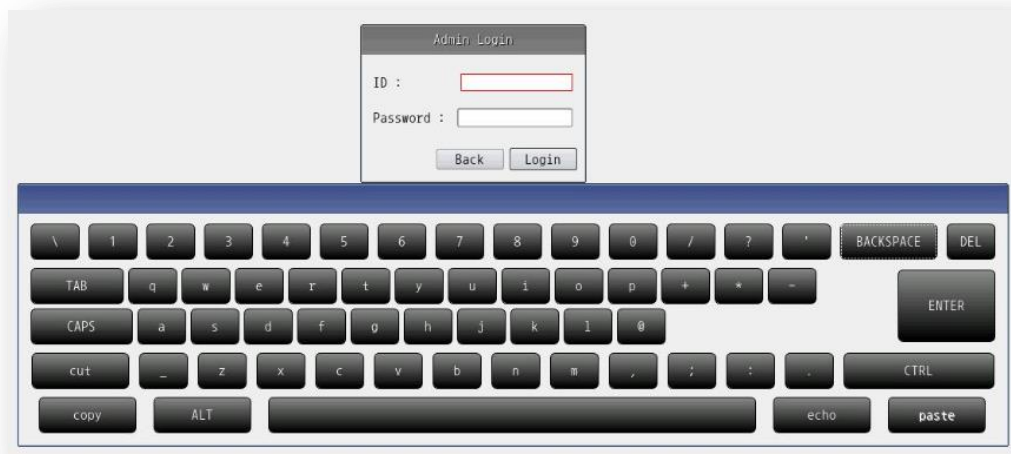 Admin Login
ID :
Password :
Back Login
\ 1 2 3 4 5 6 7 8 9 0 / ? ' BACKSPACE DEL
TAB q w e r t y u i o p + * -
ENTER
CAPS a s d f g h j k l @
cut _ z x c v b n m , ; : . CTRL
copy ALT echo paste